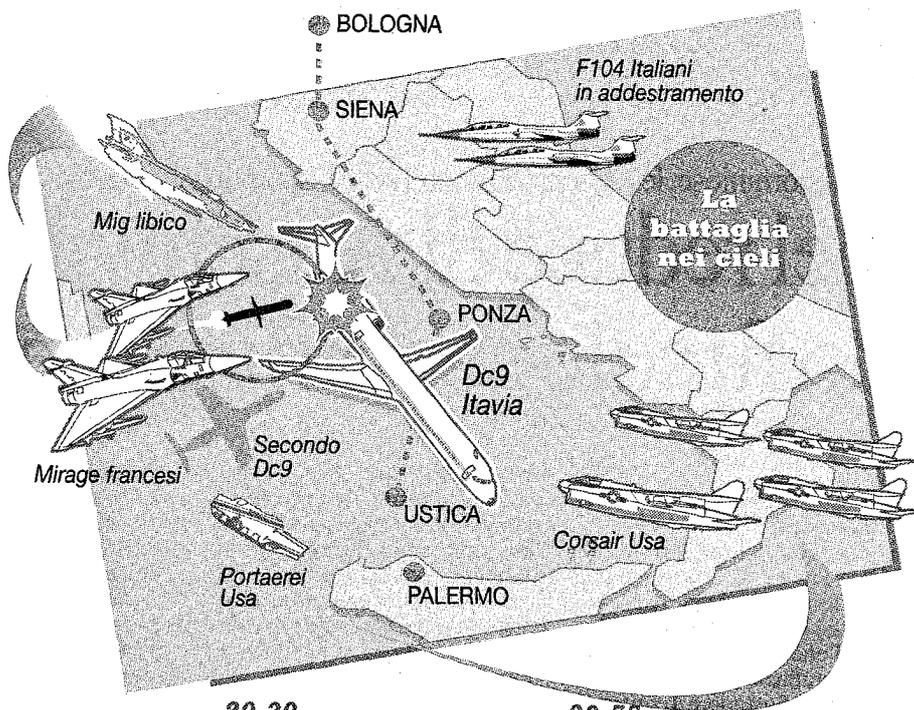 BOLOGNA
SIENA
F104 Italiani
in addestramento
Mig libico
La
battaglia
nei cieli
PONZA
Dc9
Itavia
Mirage francesi
Secondo
Dc9
USTICA
Corsair Usa
Portaerei
Usa
PALERMO